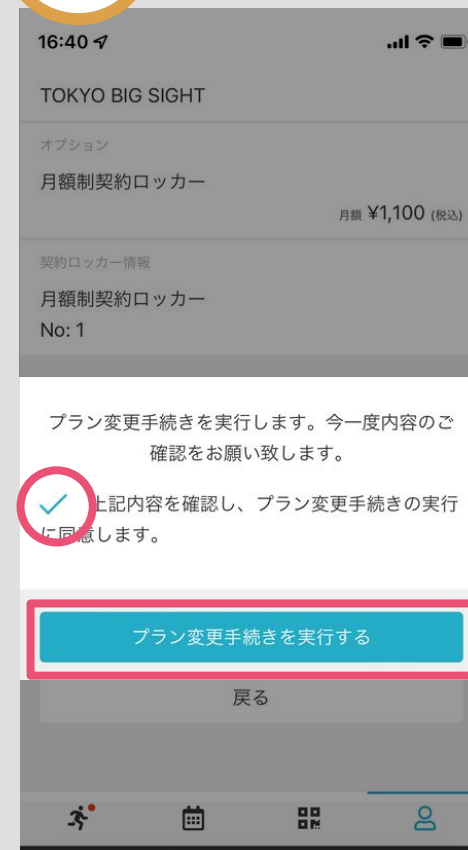 16:40
TOKYO BIG SIGHT
オプション
月額制契約ロッカー
月額 ¥1,100 (税込)
契約ロッカー情報
月額制契約ロッカー
No: 1
プラン変更手続きを実行します。今一度内容のご
確認をお願い致します。
上記内容を確認し、プラン変更手続きの実行
に同意します。
プラン変更手続きを実行する
戻る